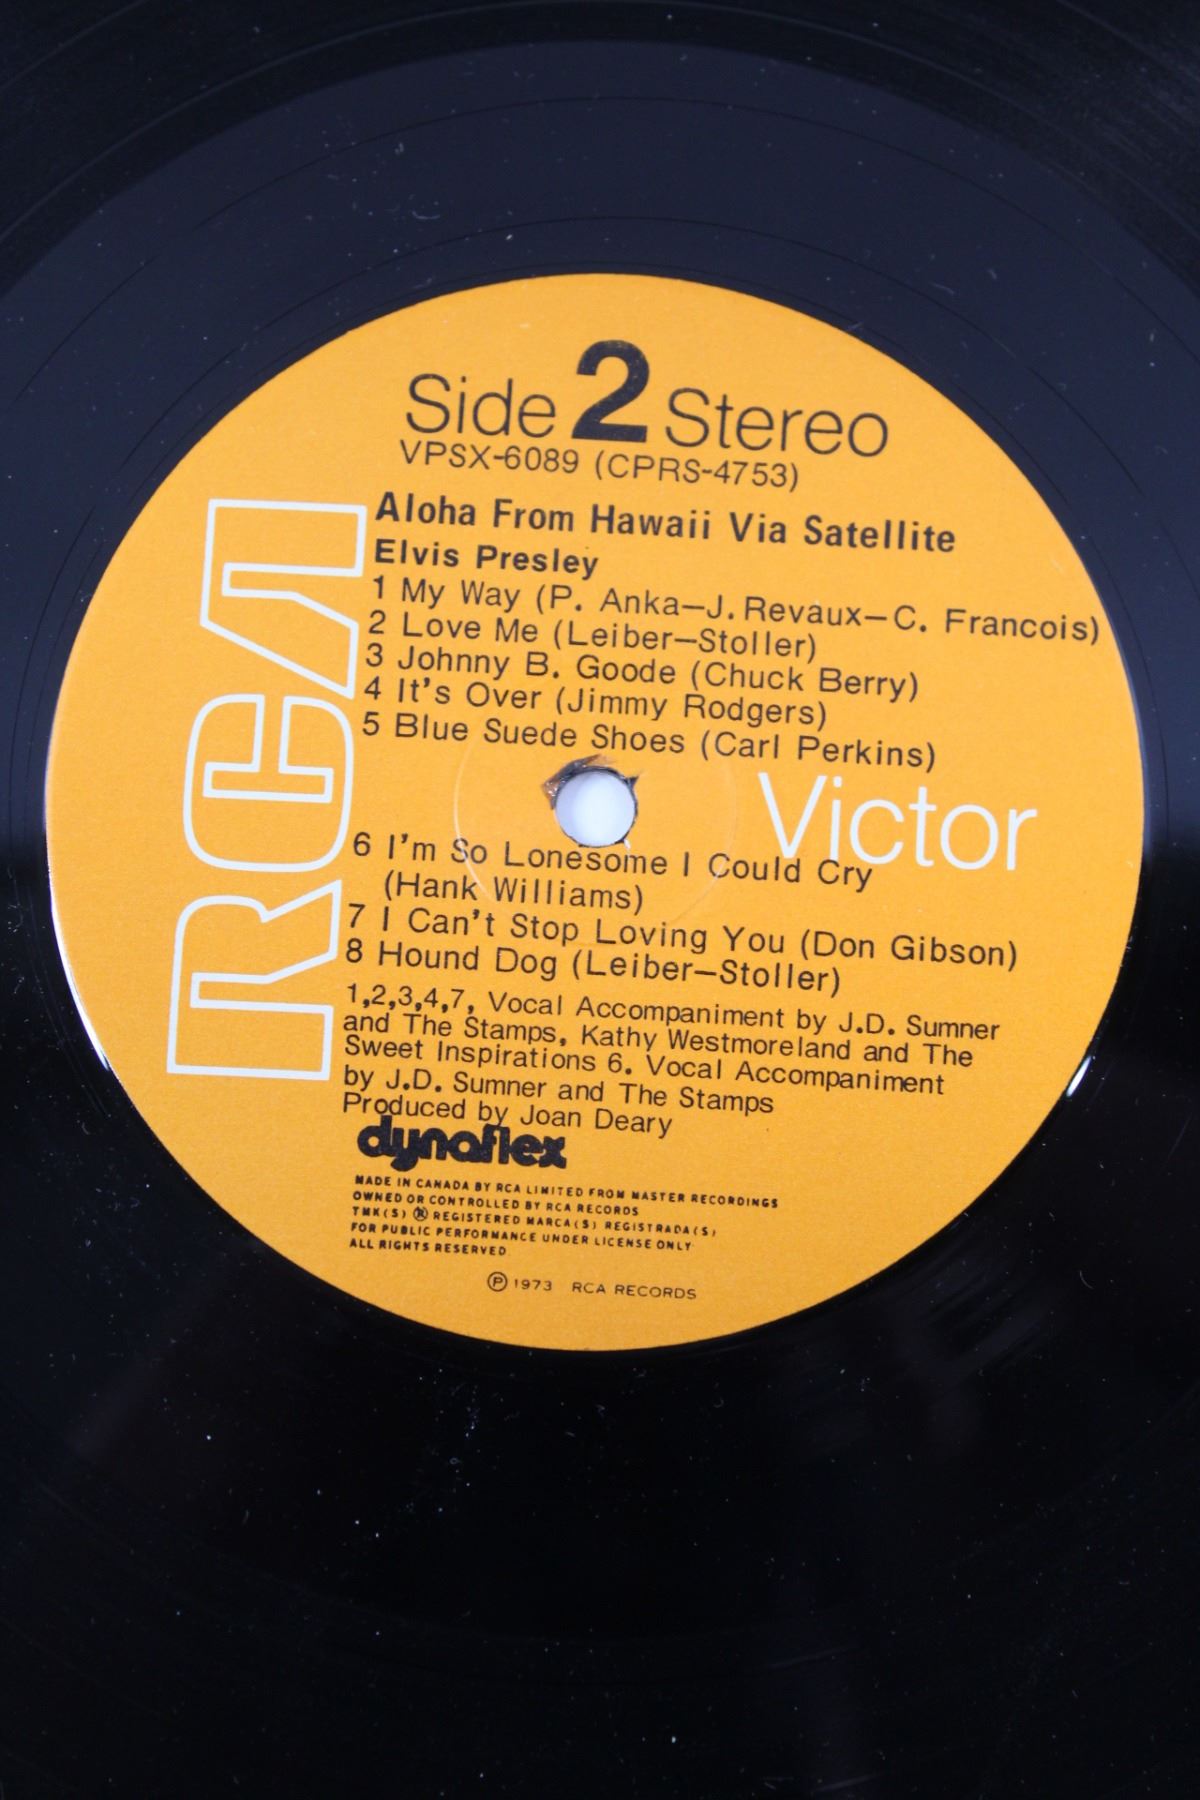 Side 2 Stereo
VPSX-6089 (CPRS-4753)
Aloha From Hawaii Via Satellite
Elvis Presley
1 My Way (P. Anka—J. Revaux—C. Francois)
2 Love Me (Leiber—Stoller)
3 Johnny B. Goode (Chuck Berry)
4 It's Over (Jimmy Rodgers)
5 Blue Suede Shoes (Carl Perkins)
RCA
Victor
6 I'm So Lonesome I Could Cry
(Hank Williams)
7 I Can't Stop Loving You (Don Gibson)
8 Hound Dog (Leiber—Stoller)
1,2,3,4,7, Vocal Accompaniment by J.D. Sumner
and The Stamps, Kathy Westmoreland and The
Sweet Inspirations 6. Vocal Accompaniment
by J.D. Sumner and The Stamps
Produced by Joan Deary
dynaflex
MADE IN CANADA BY RCA LIMITED FROM MASTER RECORDINGS
OWNED OR CONTROLLED BY RCA RECORDS
TMK(S) ® REGISTERED MARCA(S) REGISTRADA(S)
FOR PUBLIC PERFORMANCE UNDER LICENSE ONLY
ALL RIGHTS RESERVED
℗ 1973 RCA RECORDS